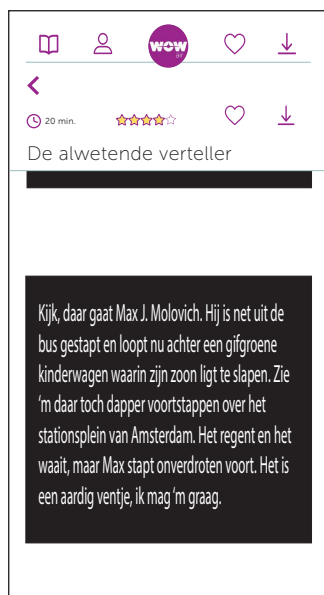 wow
20 min.
De alwetende verteller
Kijk, daar gaat Max J. Molovich. Hij is net uit de
bus gestapt en loopt nu achter een gifgroene
kinderwagen waarin zijn zoon ligt te slapen. Zie
‘m daar toch dapper voortstappen over het
stationsplein van Amsterdam. Het regent en het
waait, maar Max stapt onverdroten voort. Het is
een aardig ventje, ik mag ‘m graag.